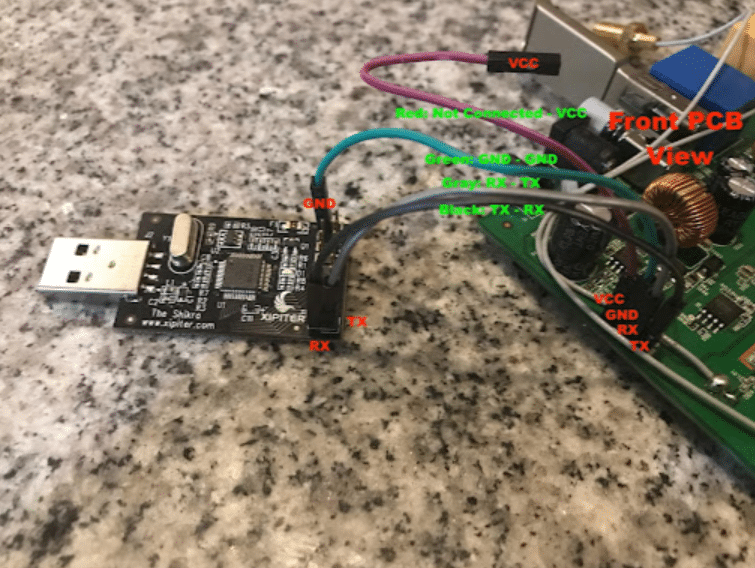 VCC
Red: Not Connected - VCC
Front PCB
View
Green: GND - GND
Gray: RX - TX
Black: TX - RX
GND
The Shikra
www.xipiter.com
XIPITER
TX
RX
VCC
GND
RX
TX